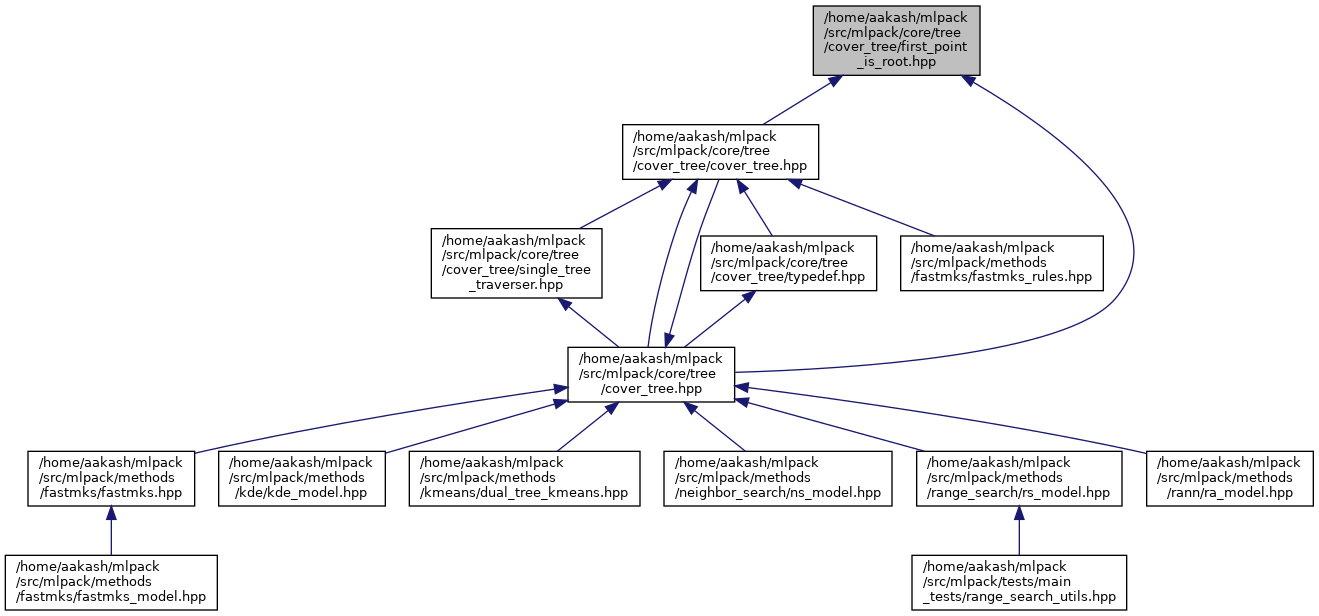 /home/aakash/mlpack
/src/mlpack/core/tree
/cover_tree/first_point
_is_root.hpp
/home/aakash/mlpack
/src/mlpack/core/tree
/cover_tree/cover_tree.hpp
/home/aakash/mlpack
/src/mlpack/core/tree
/cover_tree/single_tree
_traverser.hpp
/home/aakash/mlpack
/src/mlpack/core/tree
/cover_tree/typedef.hpp
/home/aakash/mlpack
/src/mlpack/methods
/fastmks/fastmks_rules.hpp
/home/aakash/mlpack
/src/mlpack/core/tree
/cover_tree.hpp
/home/aakash/mlpack
/src/mlpack/methods
/fastmks/fastmks.hpp
/home/aakash/mlpack
/src/mlpack/methods
/kde/kde_model.hpp
/home/aakash/mlpack
/src/mlpack/methods
/kmeans/dual_tree_kmeans.hpp
/home/aakash/mlpack
/src/mlpack/methods
/neighbor_search/ns_model.hpp
/home/aakash/mlpack
/src/mlpack/methods
/range_search/rs_model.hpp
/home/aakash/mlpack
/src/mlpack/methods
/rann/ra_model.hpp
/home/aakash/mlpack
/src/mlpack/methods
/fastmks/fastmks_model.hpp
/home/aakash/mlpack
/src/mlpack/tests/main
_tests/range_search_utils.hpp